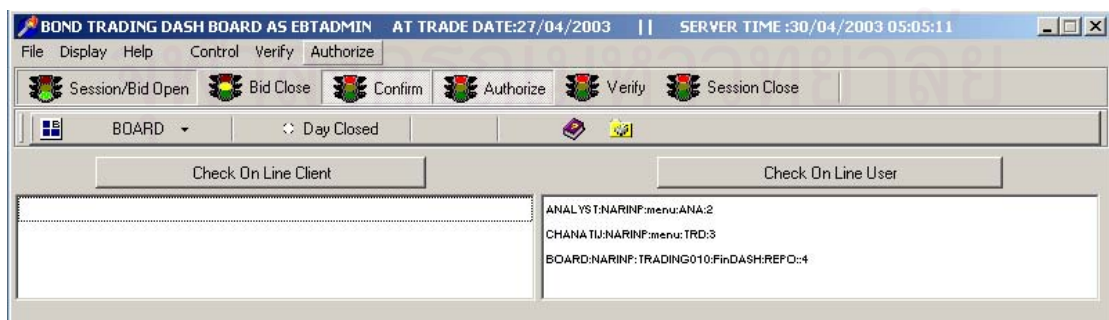 BOND TRADING DASH BOARD AS EBTADMIN AT TRADE DATE:27/04/2003 || SERVER TIME :30/04/2003 05:05:11
File Display Help Control Verify Authorize
Session/Bid Open Bid Close Confirm Authorize Verify Session Close
BOARD Day Closed
Check On Line Client Check On Line User
ANALYST:NARINP:menu:ANA:2
CHANATIJ:NARINP:menu:TRD:3
BOARD:NARINP:TRADING010:FinDASH:REPO::4